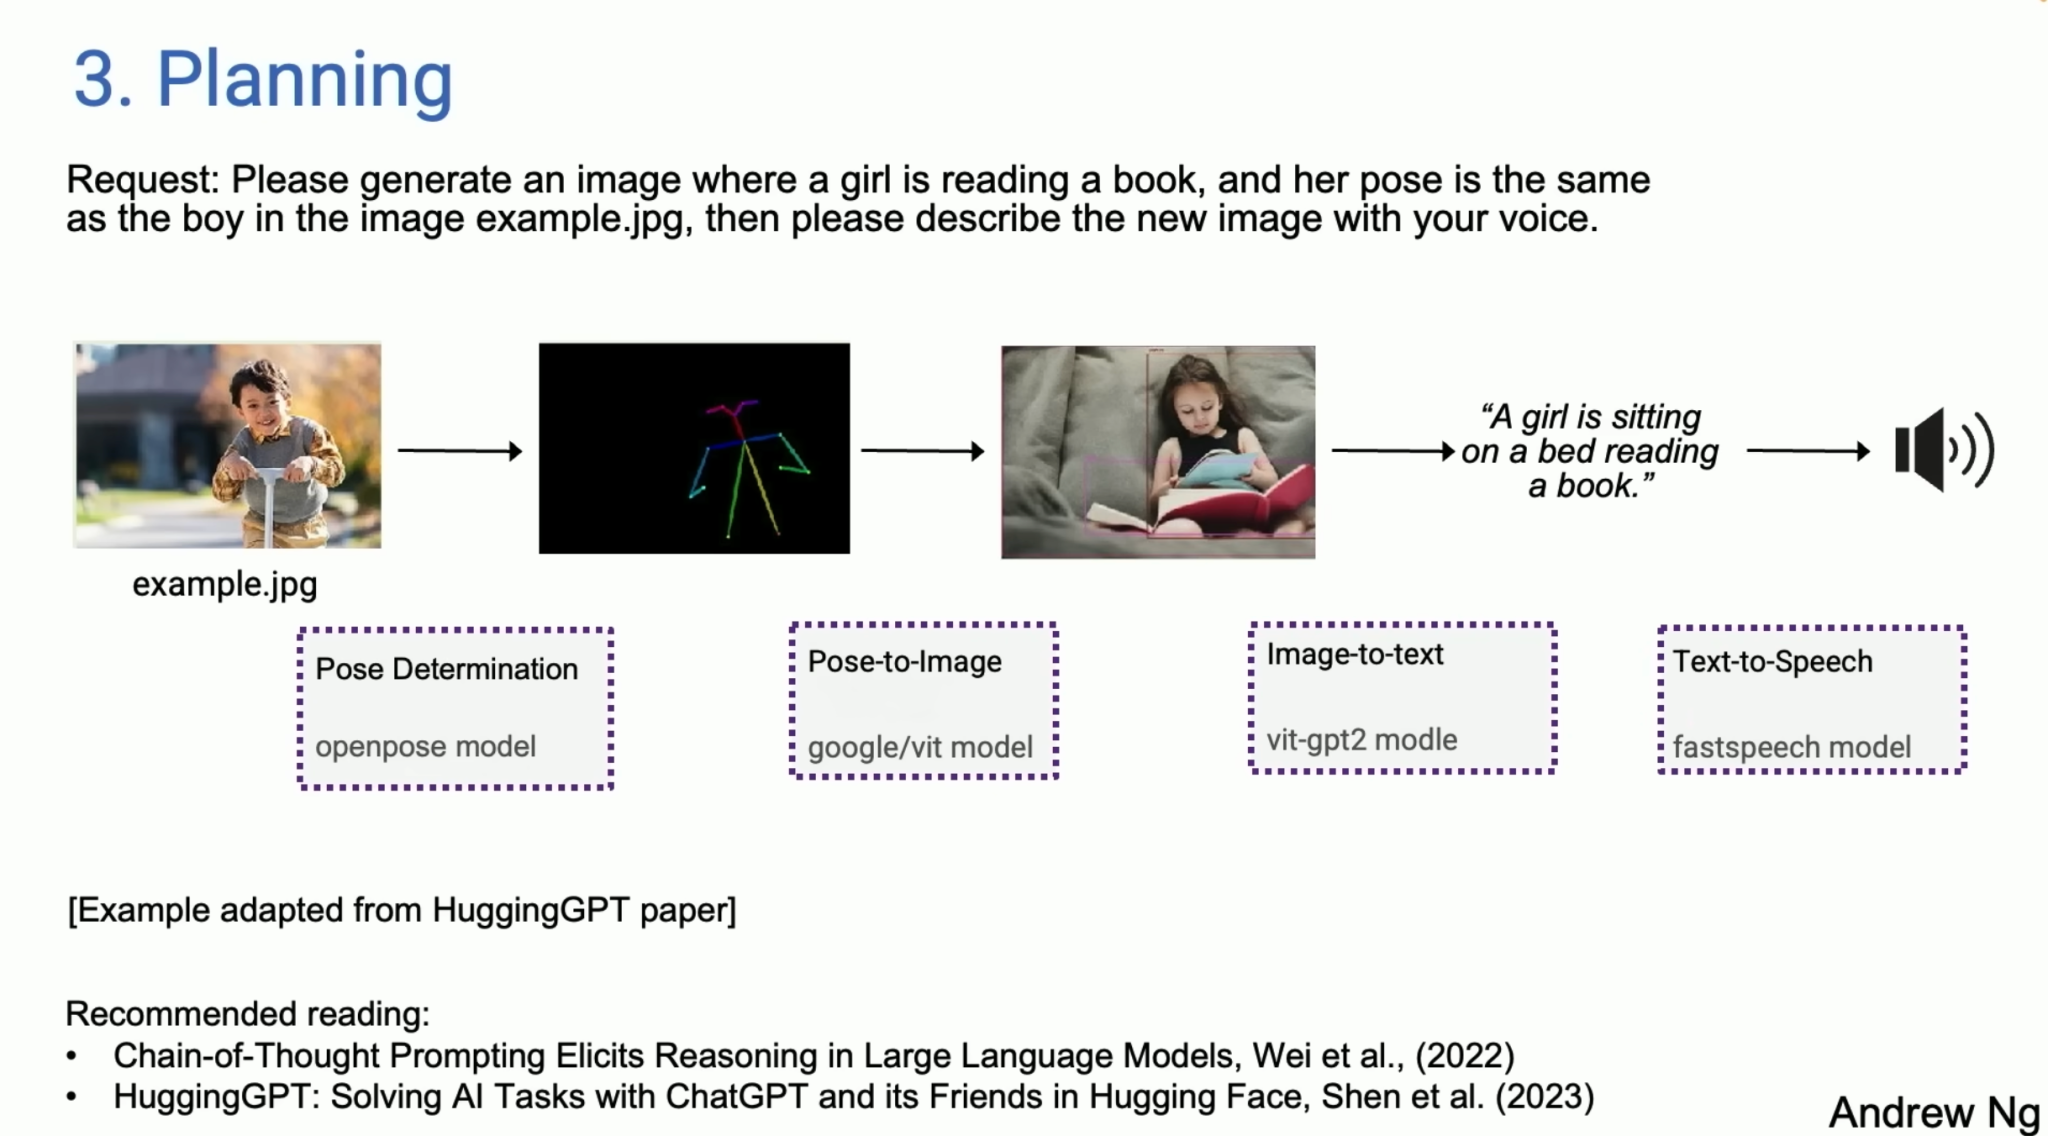 3. Planning
Request: Please generate an image where a girl is reading a book, and her pose is the same
as the boy in the image example.jpg, then please describe the new image with your voice.
“A girl is sitting
on a bed reading
a book.”
example.jpg
Pose Determination
openpose model
Pose-to-Image
google/vit model
Image-to-text
vit-gpt2 modle
Text-to-Speech
fastspeech model
[Example adapted from HuggingGPT paper]
Recommended reading:
• Chain-of-Thought Prompting Elicits Reasoning in Large Language Models, Wei et al., (2022)
• HuggingGPT: Solving AI Tasks with ChatGPT and its Friends in Hugging Face, Shen et al. (2023)
Andrew Ng